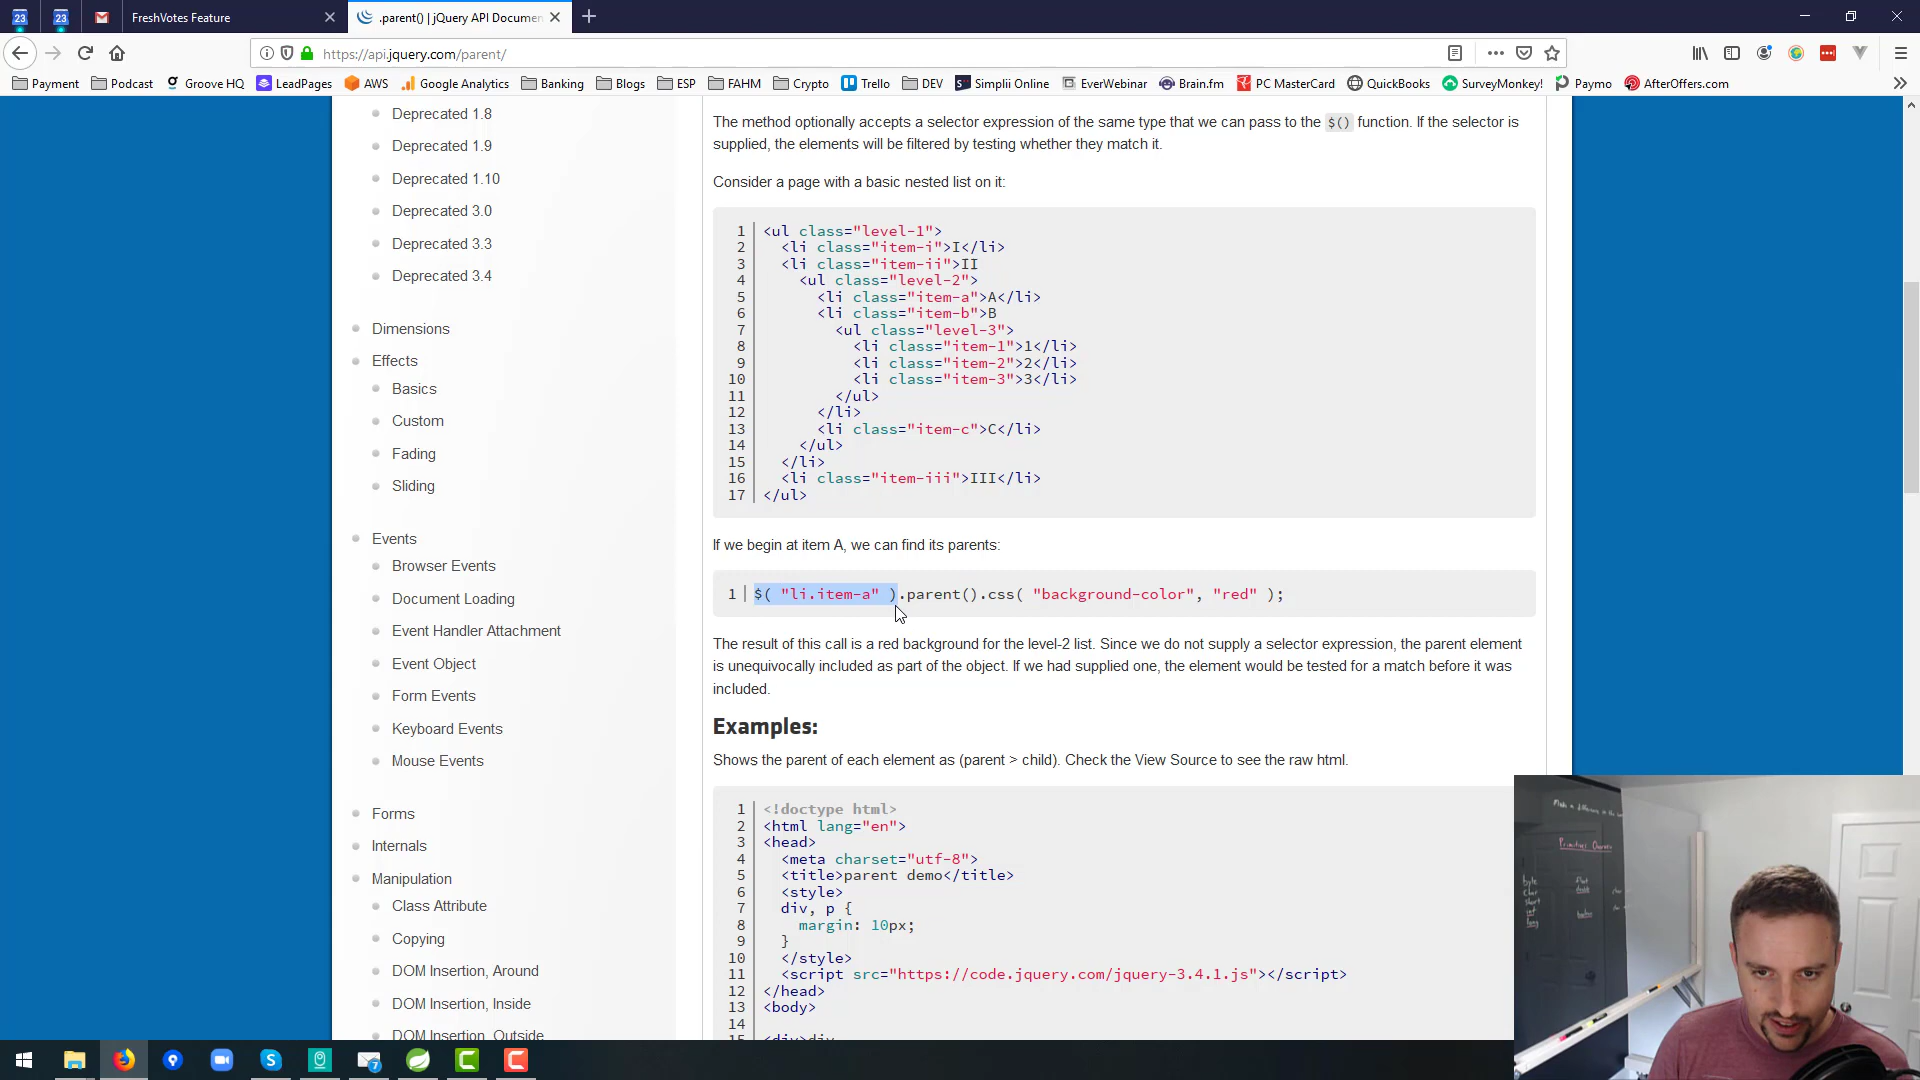 23
23
FreshVotes Feature
.parent() | jQuery API Documen
https://api.jquery.com/parent/
Payment
Podcast
Groove HQ
LeadPages
AWS
Google Analytics
Banking
Blogs
ESP
FAHM
Crypto
Trello
DEV
Simplii Online
EverWebinar
Brain.fm
PC MasterCard
QuickBooks
SurveyMonkey!
Paymo
AfterOffers.com
Deprecated 1.8
Deprecated 1.9
Deprecated 1.10
Deprecated 3.0
Deprecated 3.3
Deprecated 3.4
Dimensions
Effects
Basics
Custom
Fading
Sliding
Events
Browser Events
Document Loading
Event Handler Attachment
Event Object
Form Events
Keyboard Events
Mouse Events
Forms
Internals
Manipulation
Class Attribute
Copying
DOM Insertion, Around
DOM Insertion, Inside
DOM Insertion, Outside
The method optionally accepts a selector expression of the same type that we can pass to the $() function. If the selector is
supplied, the elements will be filtered by testing whether they match it.
Consider a page with a basic nested list on it:
1 <ul class="level-1">
2 <li class="item-i">I</li>
3 <li class="item-ii">II
4 <ul class="level-2">
5 <li class="item-a">A</li>
6 <li class="item-b">B
7 <ul class="level-3">
8 <li class="item-1">1</li>
9 <li class="item-2">2</li>
10 <li class="item-3">3</li>
11 </ul>
12 </li>
13 <li class="item-c">C</li>
14 </ul>
15 </li>
16 <li class="item-iii">III</li>
17 </ul>
If we begin at item A, we can find its parents:
1 $( "li.item-a" ).parent().css( "background-color", "red" );
The result of this call is a red background for the level-2 list. Since we do not supply a selector expression, the parent element
is unequivocally included as part of the object. If we had supplied one, the element would be tested for a match before it was
included.
Examples:
Shows the parent of each element as (parent > child). Check the View Source to see the raw html.
1 <!doctype html>
2 <html lang="en">
3 <head>
4 <meta charset="utf-8">
5 <title>parent demo</title>
6 <style>
7 div, p {
8 margin: 10px;
9 }
10 </style>
11 <script src="https://code.jquery.com/jquery-3.4.1.js"></script>
12 </head>
13 <body>
14
15 <div>div
byte
char
short
int
long
float
7